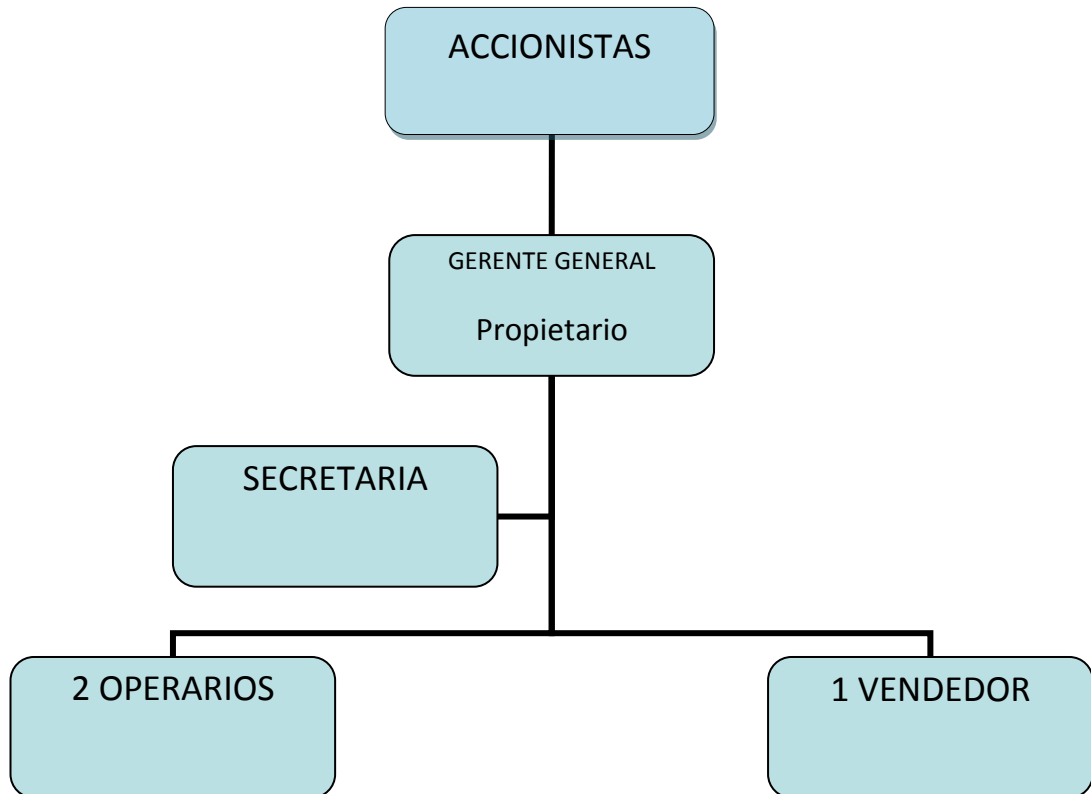 ACCIONISTAS
GERENTE GENERAL
Propietario
SECRETARIA
2 OPERARIOS
1 VENDEDOR